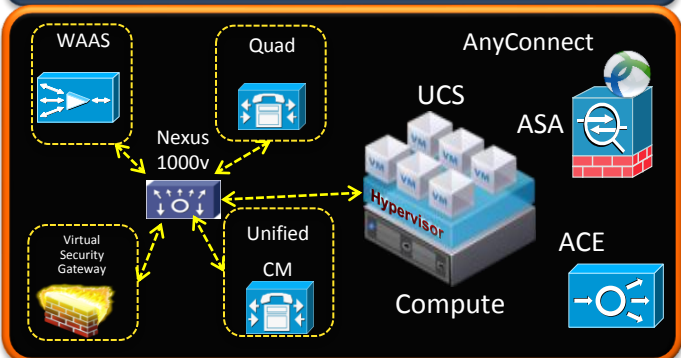 WAAS
Quad
AnyConnect
UCS
ASA
Nexus
1000v
VM
VM
VM
VM
VM
VM
Hypervisor
Virtual
Security
Gateway
Unified
CM
ACE
Compute